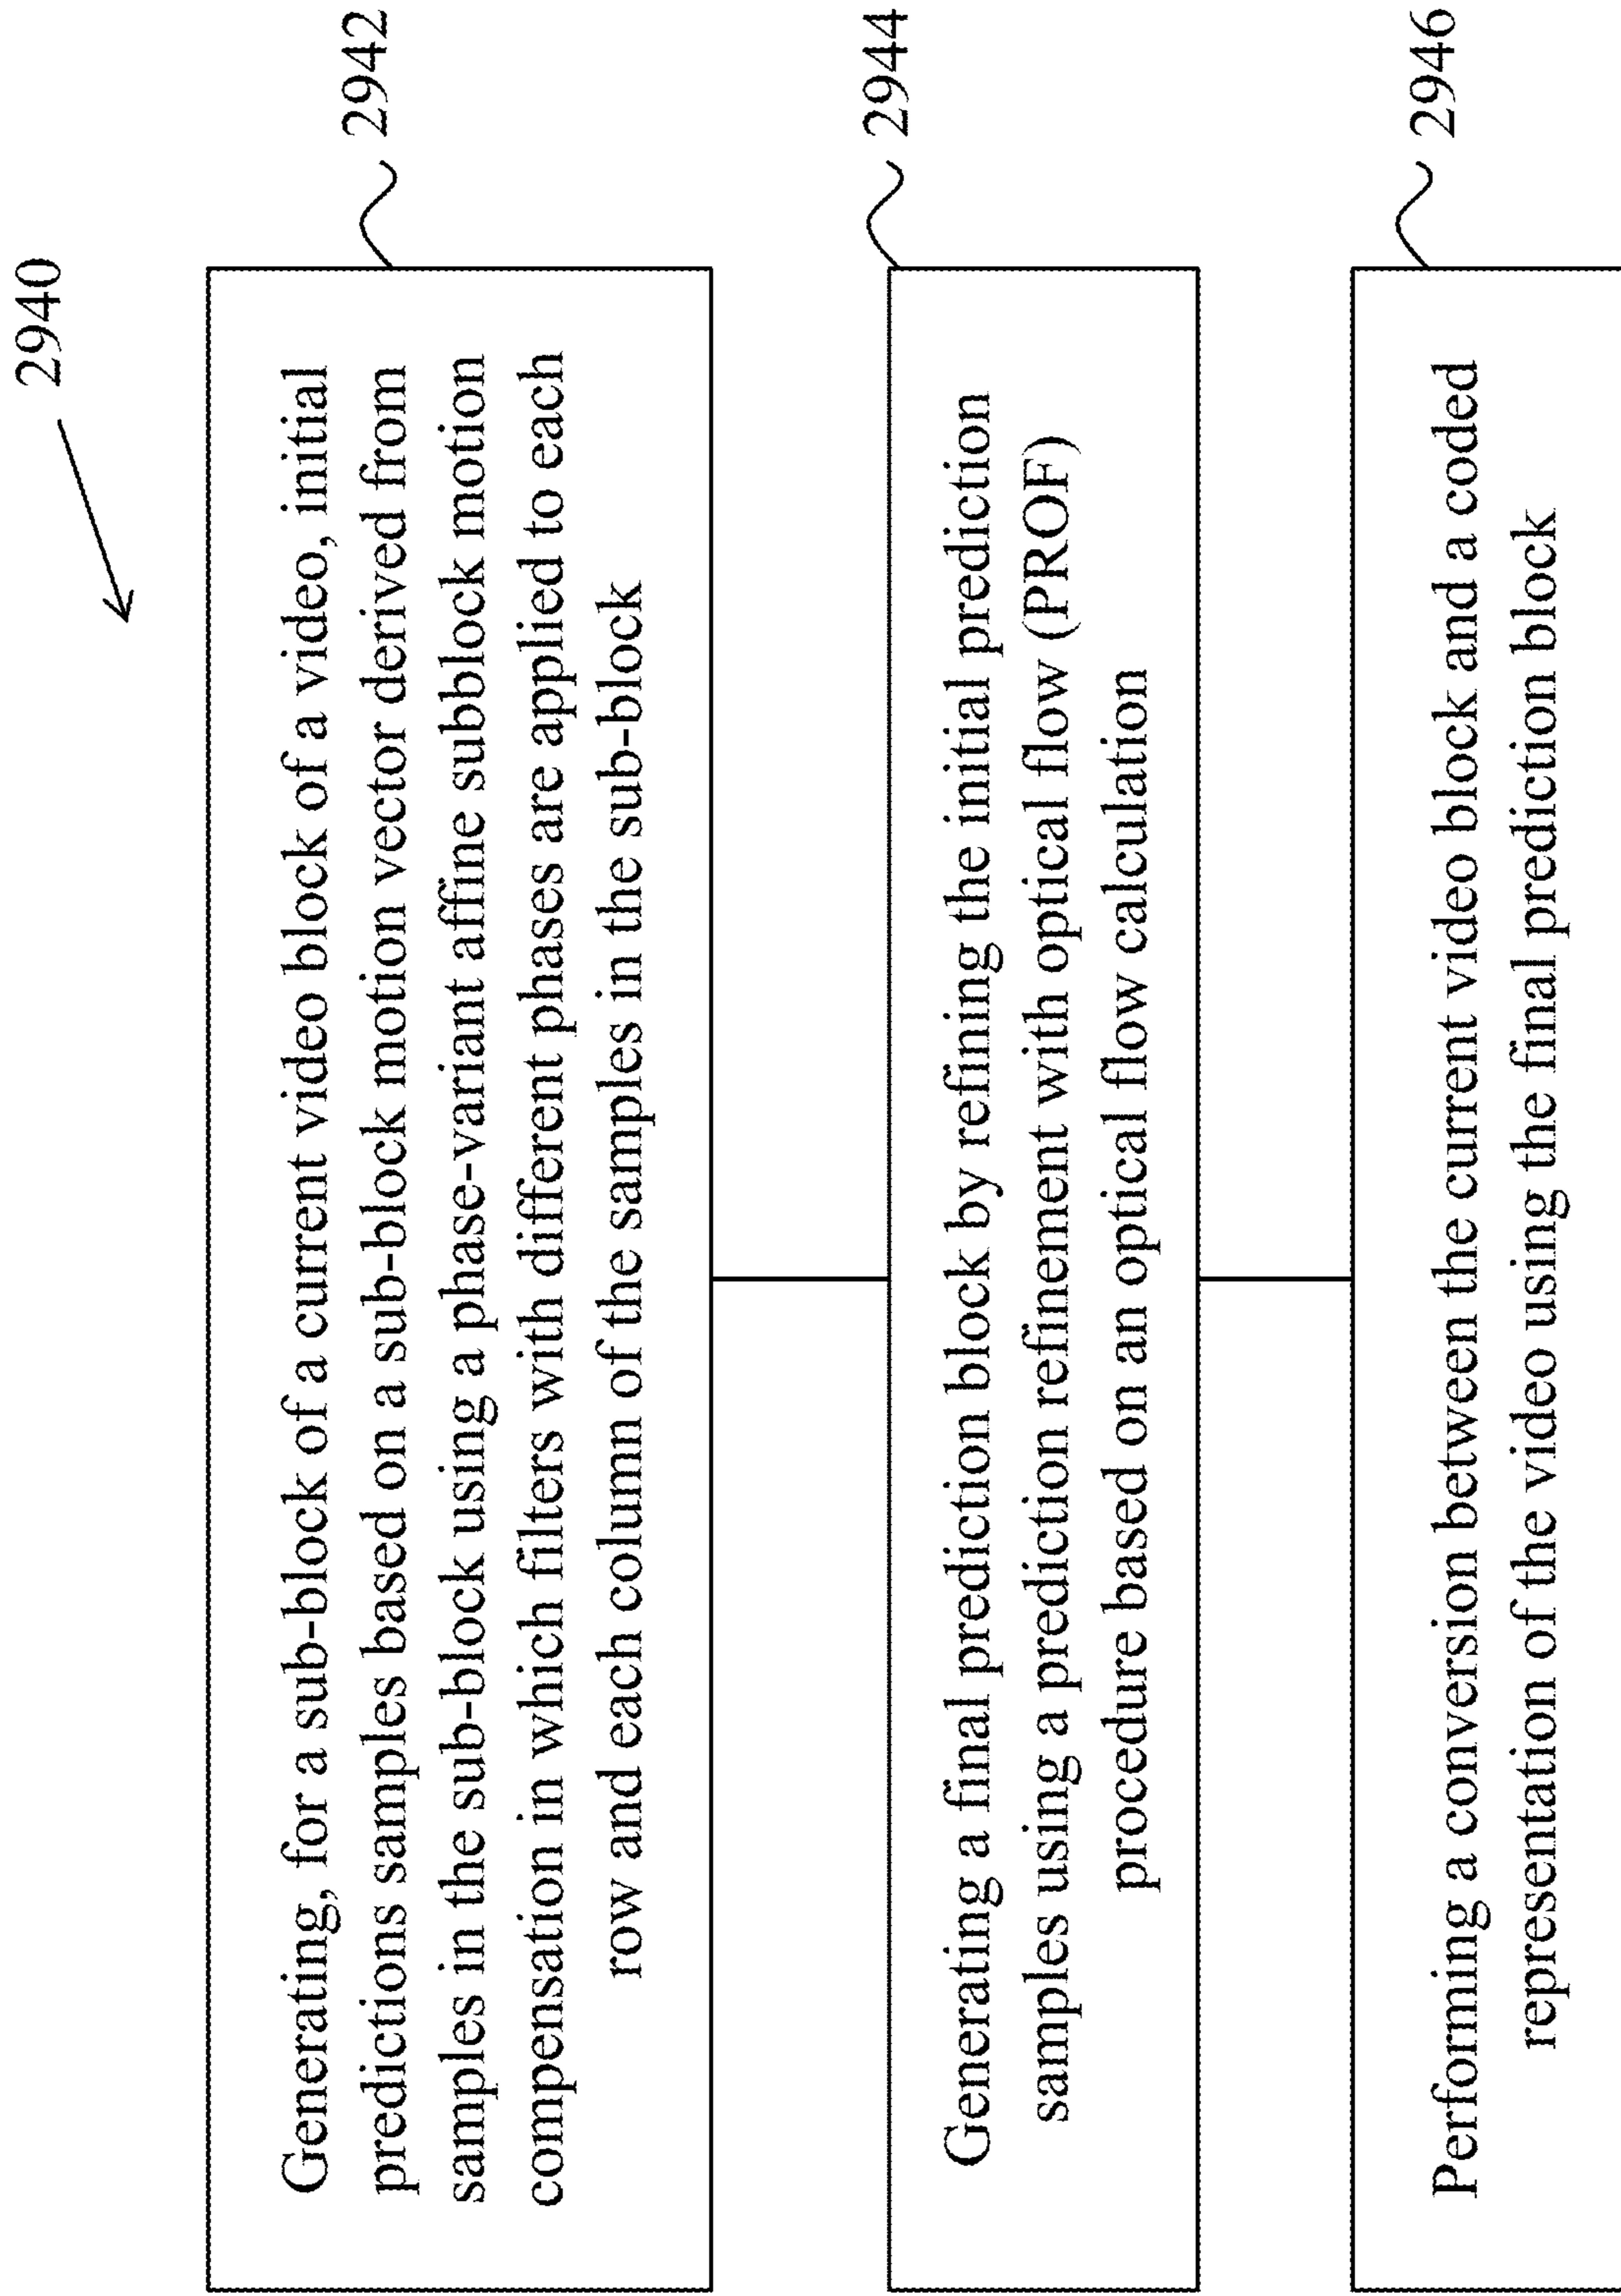 2940
Generating, for a sub-block of a current video block of a video, initial
predictions samples based on a sub-block motion vector derived from
samples in the sub-block using a phase-variant affine subblock motion
compensation in which filters with different phases are applied to each
row and each column of the samples in the sub-block
2942
Generating a final prediction block by refining the initial prediction
samples using a prediction refinement with optical flow (PROF)
procedure based on an optical flow calculation
2944
Performing a conversion between the current video block and a coded
representation of the video using the final prediction block
2946